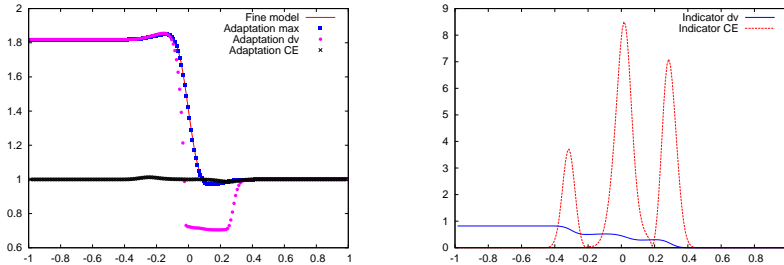 2
1.8
1.6
1.4
1.2
1
0.8
0.6
-1 -0.8 -0.6 -0.4 -0.2 0 0.2 0.4 0.6 0.8 1
Fine model
Adaptation max
Adaptation dv
Adaptation CE
9
8
7
6
5
4
3
2
1
0
-1 -0.8 -0.6 -0.4 -0.2 0 0.2 0.4 0.6 0.8 1
Indicator dv
Indicator CE